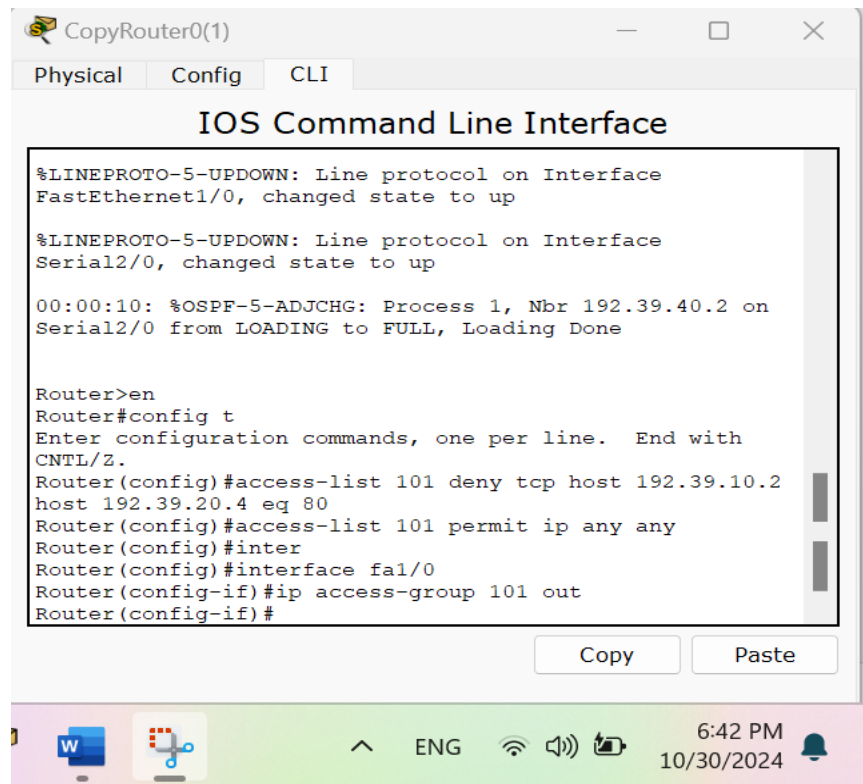 CopyRouter0(1)
Physical Config CLI
IOS Command Line Interface
%LINEPROTO-5-UPDOWN: Line protocol on Interface
FastEthernet1/0, changed state to up
%LINEPROTO-5-UPDOWN: Line protocol on Interface
Serial2/0, changed state to up
00:00:10: %OSPF-5-ADJCHG: Process 1, Nbr 192.39.40.2 on
Serial2/0 from LOADING to FULL, Loading Done
Router>en
Router#config t
Enter configuration commands, one per line.  End with
CNTL/Z.
Router(config)#access-list 101 deny tcp host 192.39.10.2
host 192.39.20.4 eq 80
Router(config)#access-list 101 permit ip any any
Router(config)#inter
Router(config)#interface fa1/0
Router(config-if)#ip access-group 101 out
Router(config-if)#
Copy Paste
W ENG 6:42 PM
10/30/2024